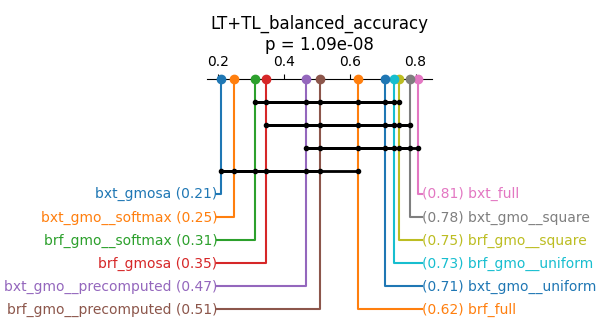 LT+TL_balanced_accuracy
p = 1.09e-08
0.2 0.4 0.6 0.8
bxt_gmosa (0.21)
bxt_gmo__softmax (0.25)
brf_gmo__softmax (0.31)
brf_gmosa (0.35)
bxt_gmo__precomputed (0.47)
brf_gmo__precomputed (0.51)
(0.81) bxt_full
(0.78) bxt_gmo__square
(0.75) brf_gmo__square
(0.73) brf_gmo__uniform
(0.71) bxt_gmo__uniform
(0.62) brf_full